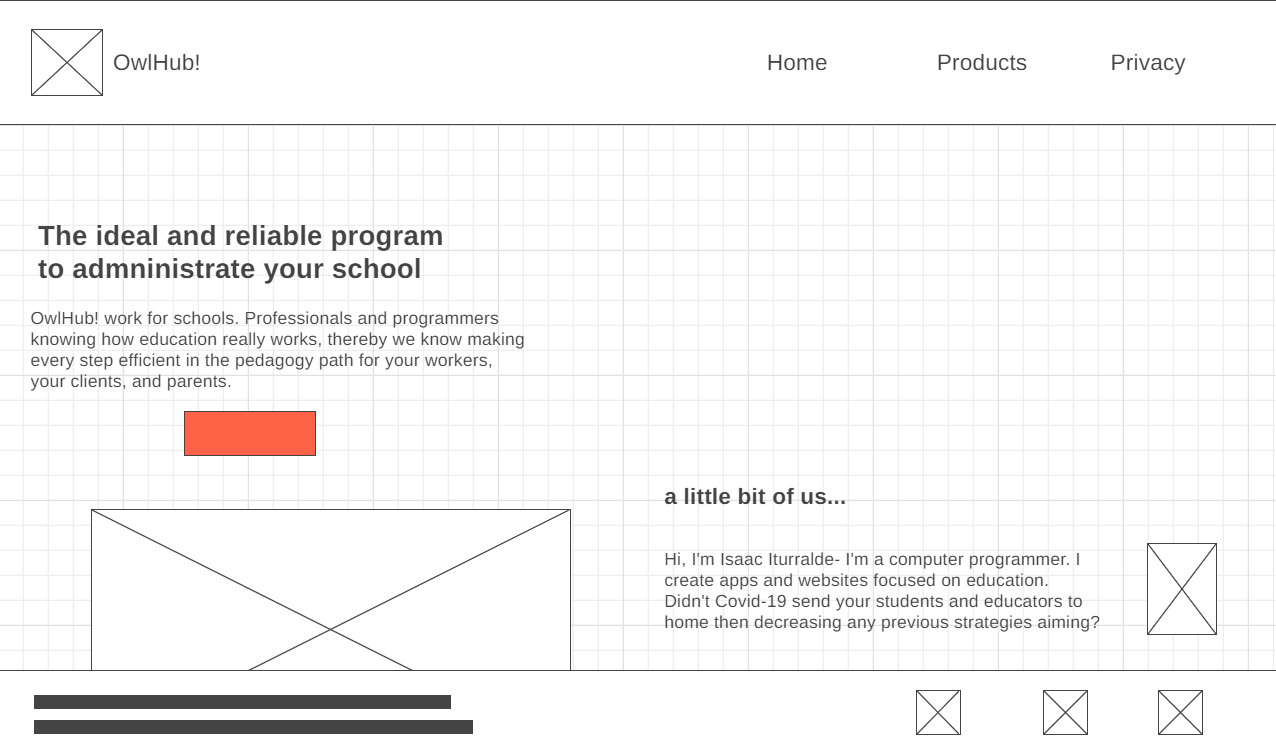 OwlHub!
Home
Products
Privacy
The ideal and reliable program
to admninistrate your school
OwlHub! work for schools. Professionals and programmers
knowing how education really works, thereby we know making
every step efficient in the pedagogy path for your workers,
your clients, and parents.
a little bit of us...
Hi, I'm Isaac Iturralde- I'm a computer programmer. I
create apps and websites focused on education.
Didn't Covid-19 send your students and educators to
home then decreasing any previous strategies aiming?